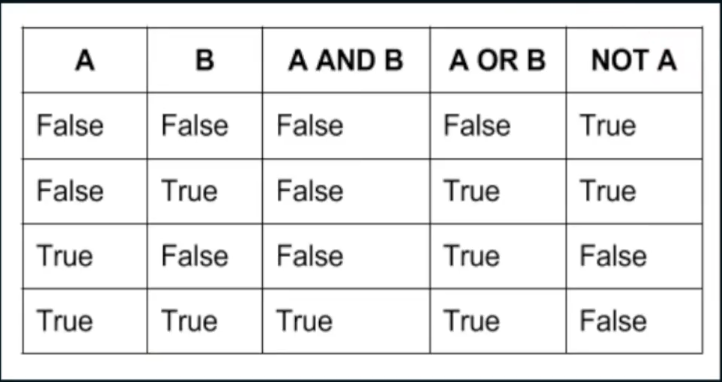 A B A AND B A OR B NOT A
False False False False True
False True False True True
True False False True False
True True True True False